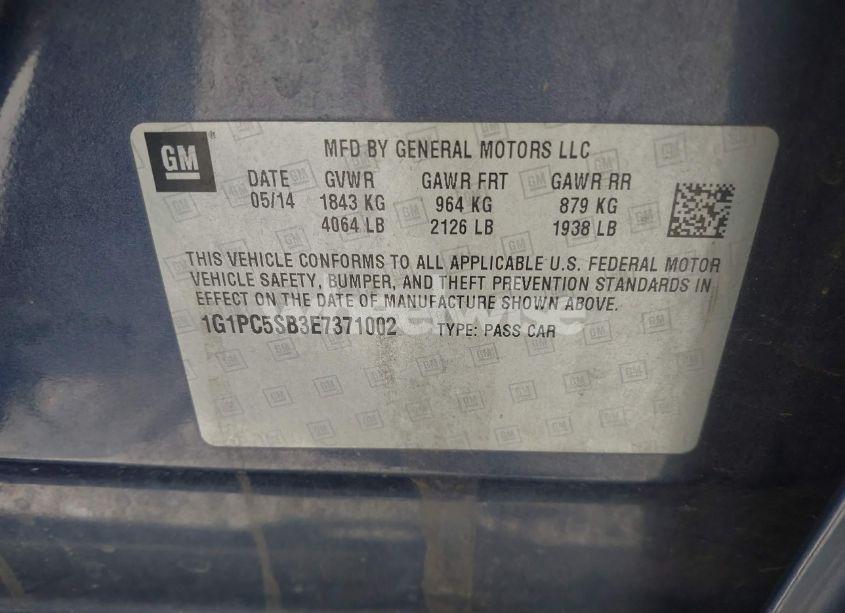 GM
MFD BY GENERAL MOTORS LLC
DATE GVWR GAWR FRT GAWR RR
05/14 1843 KG 964 KG 879 KG
4064 LB 2126 LB 1938 LB
THIS VEHICLE CONFORMS TO ALL APPLICABLE U.S. FEDERAL MOTOR
VEHICLE SAFETY, BUMPER, AND THEFT PREVENTION STANDARDS IN
EFFECT ON THE DATE OF MANUFACTURE SHOWN ABOVE.
1G1PC5SB3E7371002 TYPE: PASS CAR